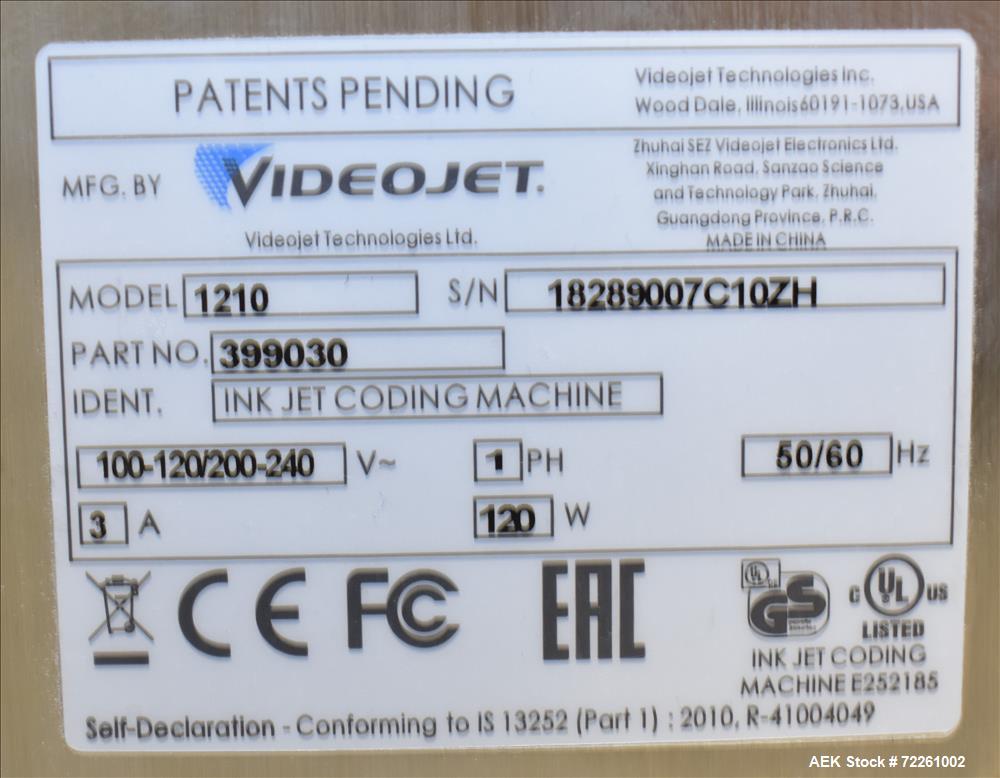 PATENTS PENDING
Videojet Technologies Inc.
Wood Dale, Illinois60191-1073,USA
MFG. BY
VIDEOJET.
Videojet Technologies Ltd.
Zhuhai SEZ Videojet Electronics Ltd.
Xinghan Road, Sanzao Science
and Technology Park, Zhuhai,
Guangdong Province, P.R.C.
MADE IN CHINA
MODEL 1210 S/N 18289007C10ZH
PART NO. 399030
IDENT. INK JET CODING MACHINE
100-120/200-240 V~ 1 PH 50/60 Hz
3 A 120 W
CE FC EAC
UL
GS
C UL US
LISTED
INK JET CODING
MACHINE E252185
Self-Declaration - Conforming to IS 13252 (Part 1) : 2010, R-41004049
AEK Stock # 72261002